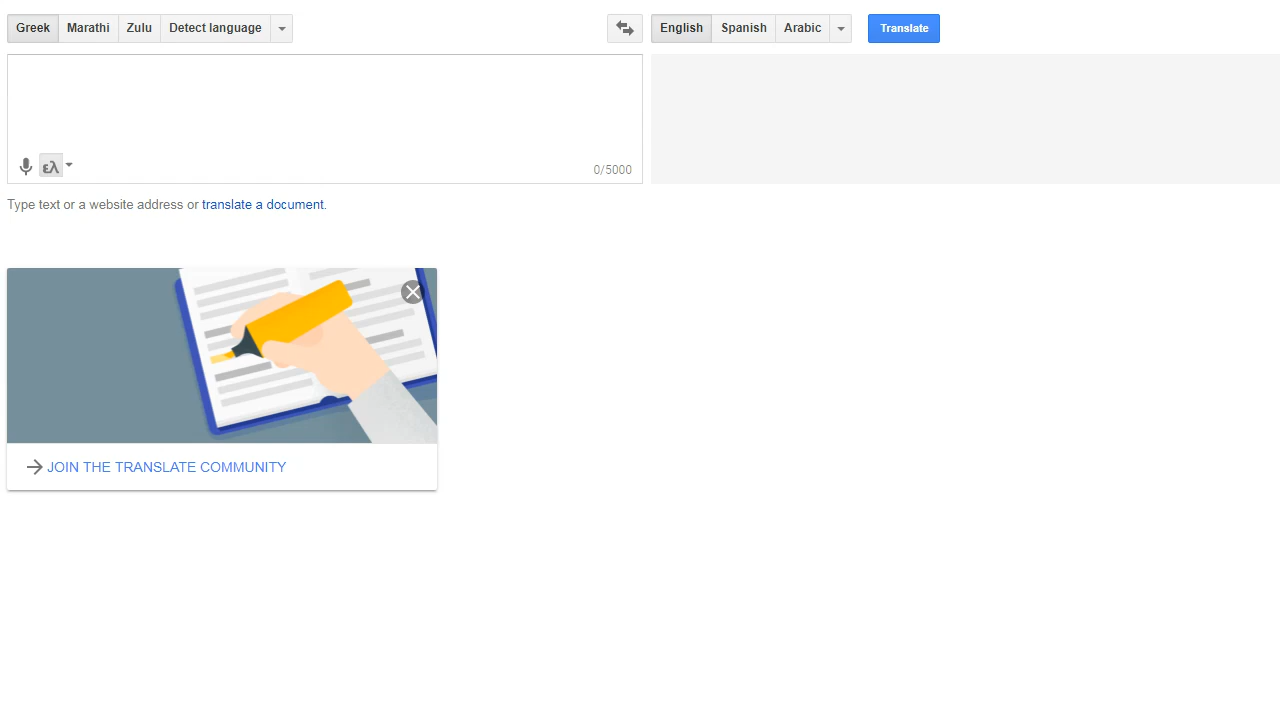 Greek Marathi Zulu Detect language English Spanish Arabic Translate
ελ 0/5000
Type text or a website address or translate a document.
JOIN THE TRANSLATE COMMUNITY